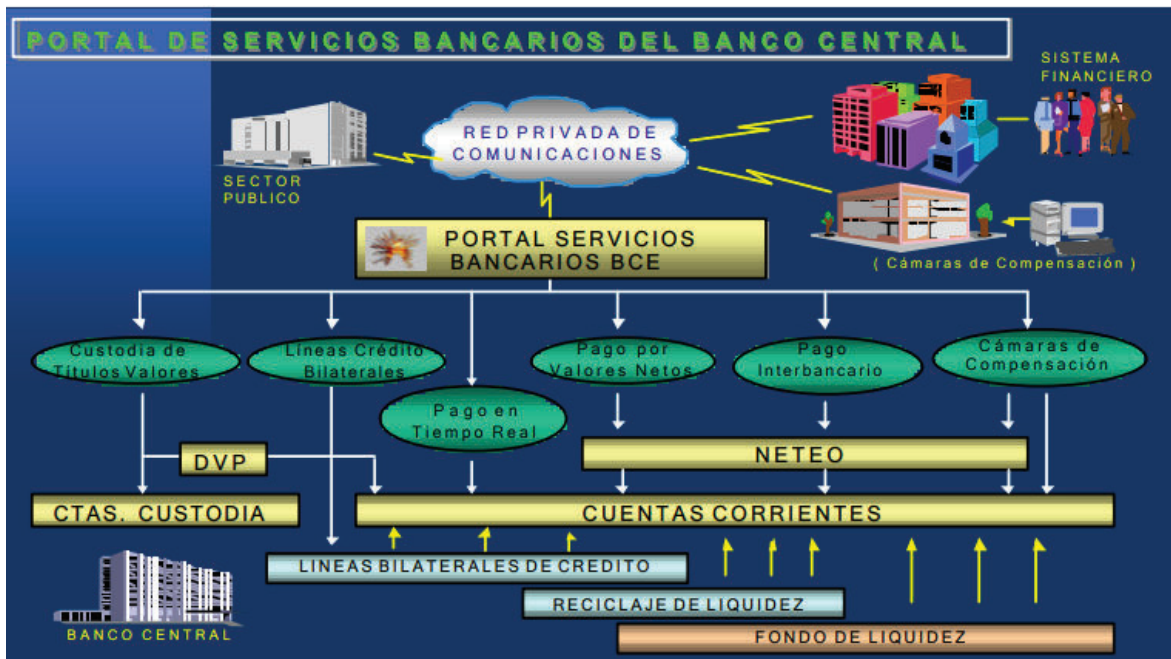 PORTAL DE SERVICIOS BANCARIOS DEL BANCO CENTRAL
SISTEMA
FINANCIERO
RED PRIVADA DE
COMUNICACIONES
SECTOR
PUBLICO
PORTAL SERVICIOS
BANCARIOS BCE
( Cámaras de Compensación )
Custodia de
Títulos Valores
Líneas Crédito
Bilaterales
Pago en
Tiempo Real
Pago por
Valores Netos
Pago
Interbancario
Cámaras de
Compensación
DVP
NETEO
CTAS. CUSTODIA
CUENTAS CORRIENTES
LINEAS BILATERALES DE CREDITO
RECICLAJE DE LIQUIDEZ
FONDO DE LIQUIDEZ
BANCO CENTRAL